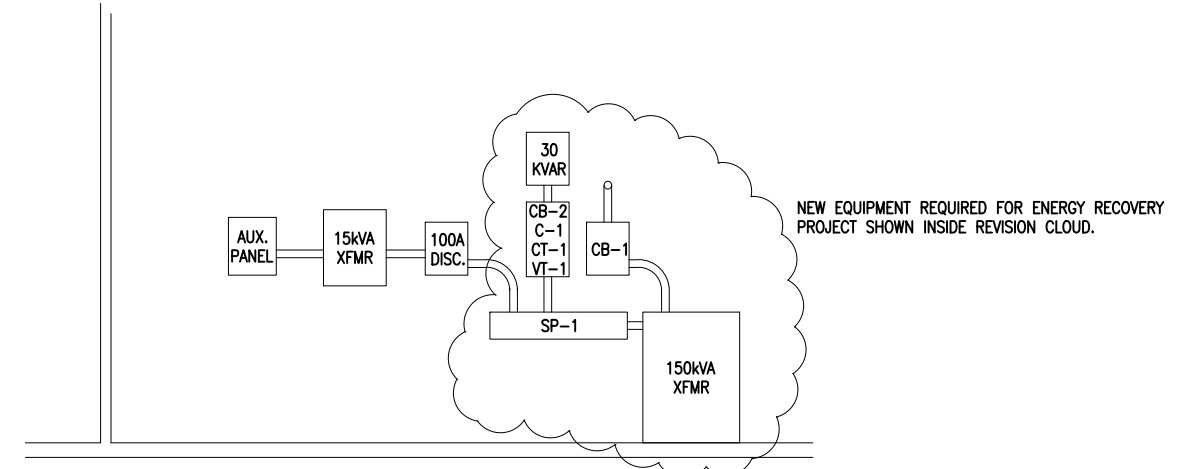 30
KVAR
CB-2
C-1
CT-1
VT-1
CB-1
NEW EQUIPMENT REQUIRED FOR ENERGY RECOVERY
PROJECT SHOWN INSIDE REVISION CLOUD.
AUX.
PANEL
15kVA
XFMR
100A
DISC.
SP-1
150kVA
XFMR